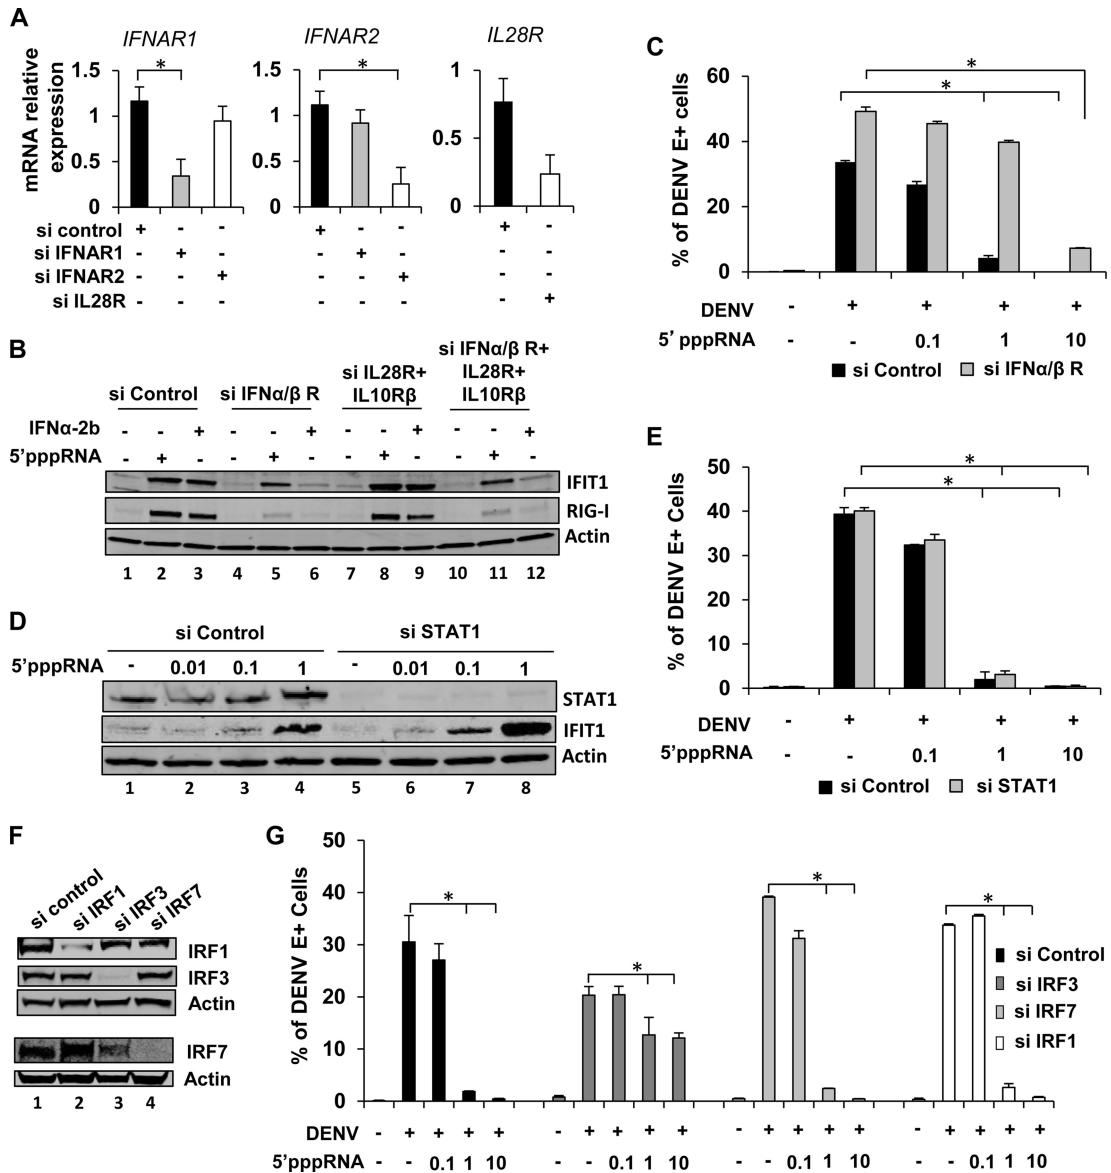 A
IFNAR1
IFNAR2
IL28R
mRNA relative
expression
1.5
1
0.5
0
1.5
1
0.5
0
1
0.5
0
si control + - - + - - + -
si IFNAR1 - + - - + - - -
si IFNAR2 - - + - - + - -
si IL28R - - - - - - - +
B
si Control
si IFNα/β R
si IL28R+
IL10Rβ
si IFNα/β R+
IL28R+
IL10Rβ
IFNα-2b - - + - - + - - + - - +
5'pppRNA - + - - + - - + - - + -
IFIT1
RIG-I
Actin
1 2 3 4 5 6 7 8 9 10 11 12
C
% of DENV E+ cells
60
40
20
0
* 
*
DENV - + + + +
5' pppRNA - - 0.1 1 10
si Control si IFNα/β R
D
si Control
si STAT1
5'pppRNA - 0.01 0.1 1 - 0.01 0.1 1
STAT1
IFIT1
Actin
1 2 3 4 5 6 7 8
E
% of DENV E+ Cells
50
40
30
20
10
0
*
*
DENV - + + + +
5'pppRNA - - 0.1 1 10
si Control si STAT1
F
si control
si IRF1
si IRF3
si IRF7
IRF1
IRF3
Actin
IRF7
Actin
1 2 3 4
G
% of DENV E+ Cells
50
40
30
20
10
0
* * * *
si Control
si IRF3
si IRF7
si IRF1
DENV - + + + + - + + + + - + + + + - + + + +
5'pppRNA - - 0.1 1 10 - - 0.1 1 10 - - 0.1 1 10 - - 0.1 1 10